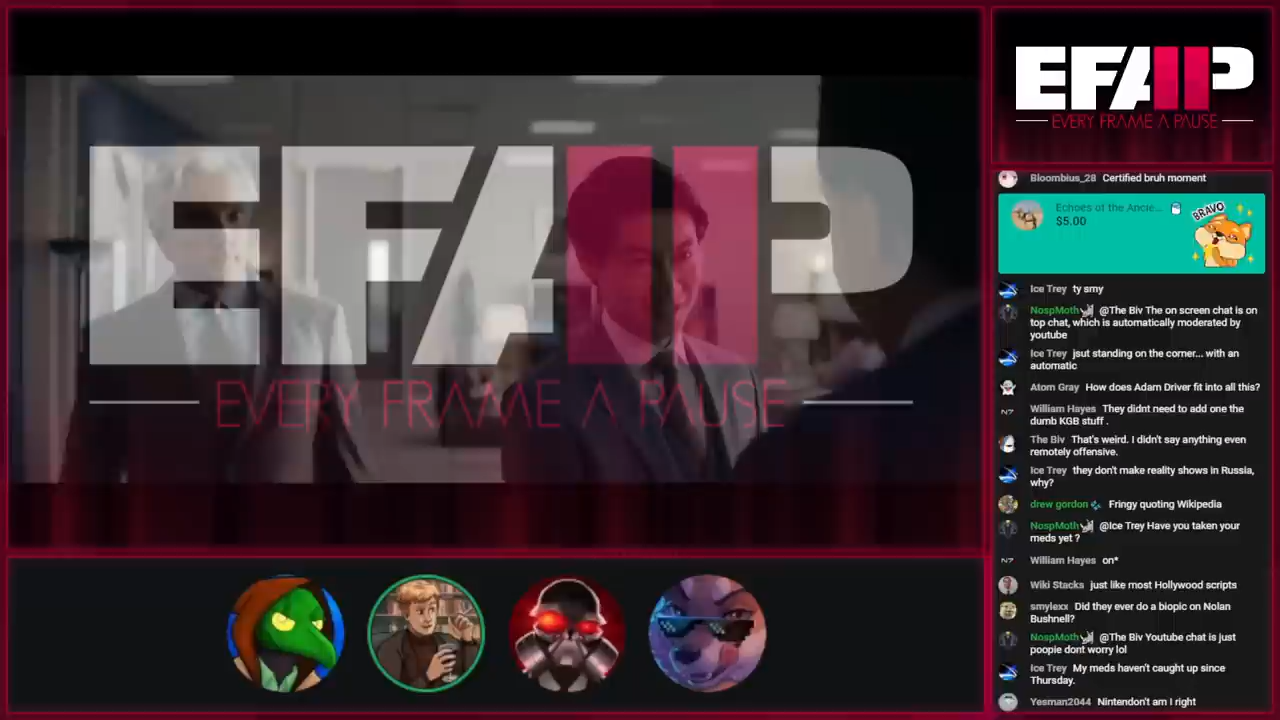 EFAP
EVERY FRAME A PAUSE
EFAP
EVERY FRAME A PAUSE
Bloombius_28 Certified bruh moment
Echoes of the Ancie...
$5.00
BRAVO
Ice Trey ty smy
NospMoth @The Biv The on screen chat is on
top chat, which is automatically moderated by
youtube
Ice Trey jsut standing on the corner... with an
automatic
Atom Gray How does Adam Driver fit into all this?
N7 William Hayes They didnt need to add one the
dumb KGB stuff .
The Biv That's weird. I didn't say anything even
remotely offensive.
Ice Trey they don't make reality shows in Russia,
why?
drew gordon Fringy quoting Wikipedia
NospMoth @Ice Trey Have you taken your
meds yet ?
N7 William Hayes on*
Wiki Stacks just like most Hollywood scripts
smylexx Did they ever do a biopic on Nolan
Bushnell?
NospMoth @The Biv Youtube chat is just
poopie dont worry lol
Ice Trey My meds haven't caught up since
Thursday.
Yesman2044 Nintendon't am I right